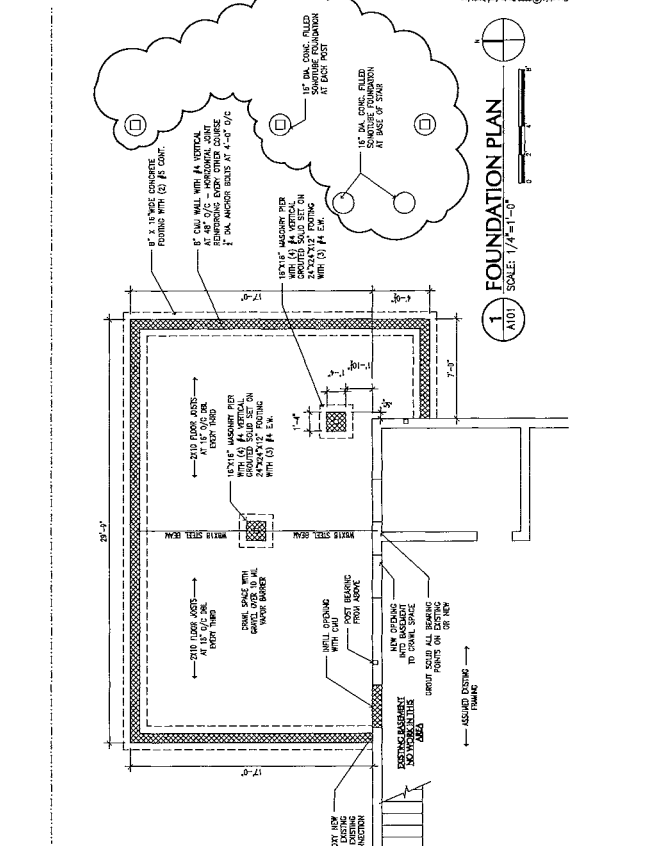 8" X 16"WIDE CONCRETE
FOOTING WITH (2) #5 CONT.
8" CMU WALL WITH #4 VERTICAL
AT 48" O/C - HORIZONTAL JOINT
REINFORCING EVERY OTHER COURSE
DIA. ANCHOR BOLTS AT 4'-0" O/C
16" DIA. CONC. FILLED
SONOTUBE FOUNDATION
AT EACH POST
16" DIA. CONC. FILLED
SONOTUBE FOUNDATION
AT BASE OF STAIR
16"X16" MASONRY PIER
WITH (4) #4 VERTICAL
GROUTED SOLID SET ON
24"X24"X12" FOOTING
WITH (3) #4 E.W.
29'-9"
17'-0"
2X10 FLOOR JOISTS
AT 16" O/C DBL
EVERY THIRD
16"X16" MASONRY PIER
WITH (4) #4 VERTICAL
GROUTED SOLID SET ON
24"X24"X12" FOOTING
WITH (3) #4 E.W.
1'-4"
1'-4"
7'-9"
W8X18 STEEL BEAM
W8X18 STEEL BEAM
2X10 FLOOR JOISTS
AT 16" O/C DBL
EVERY THIRD
CRAWL SPACE WITH
GRAVEL OVER 10 MIL
VAPOR BARRIER
INFILL OPENING
WITH CMU
POST BEARING
FROM ABOVE
NEW OPENING
INTO BASEMENT
TO CRAWL SPACE
GROUT SOLID ALL BEARING
POINTS ON EXISTING
OR NEW
EXISTING BASEMENT
NO WORK IN THIS
AREA
ASSUMED EXISTING
FRAMING
17'-0"
NEW
EXISTING
EXISTING
1
A101
FOUNDATION PLAN
SCALE: 1/4"=1'-0"
0 2' 4' 8'
N